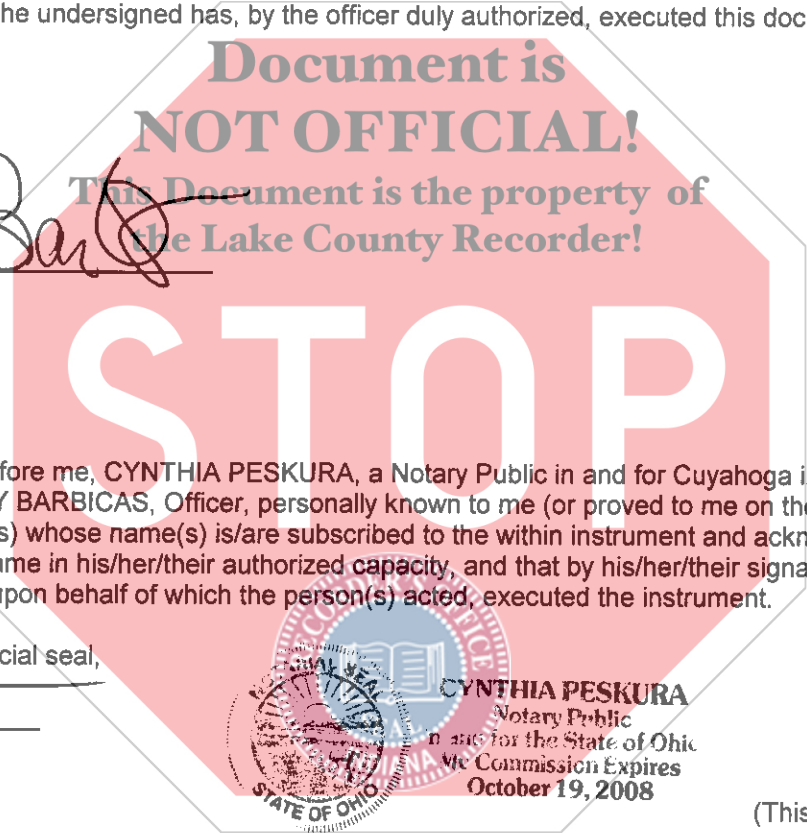 he undersigned has, by the officer duly authorized, executed this doc
Document is
NOT OFFICIAL!
This Document is the property of
the Lake County Recorder!
STOP
fore me, CYNTHIA PESKURA, a Notary Public in and for Cuyahoga i
Y BARBICAS, Officer, personally known to me (or proved to me on the
s) whose name(s) is/are subscribed to the within instrument and ackn
ame in his/her/their authorized capacity, and that by his/her/their signa
upon behalf of which the person(s) acted, executed the instrument.
cial seal,
RECORDER'S OFFICE
SEAL
INDIANA
STATE OF OHIO
CYNTHIA PESKURA
Notary Public
for the State of Ohio
Commission Expires
October 19, 2008
(This